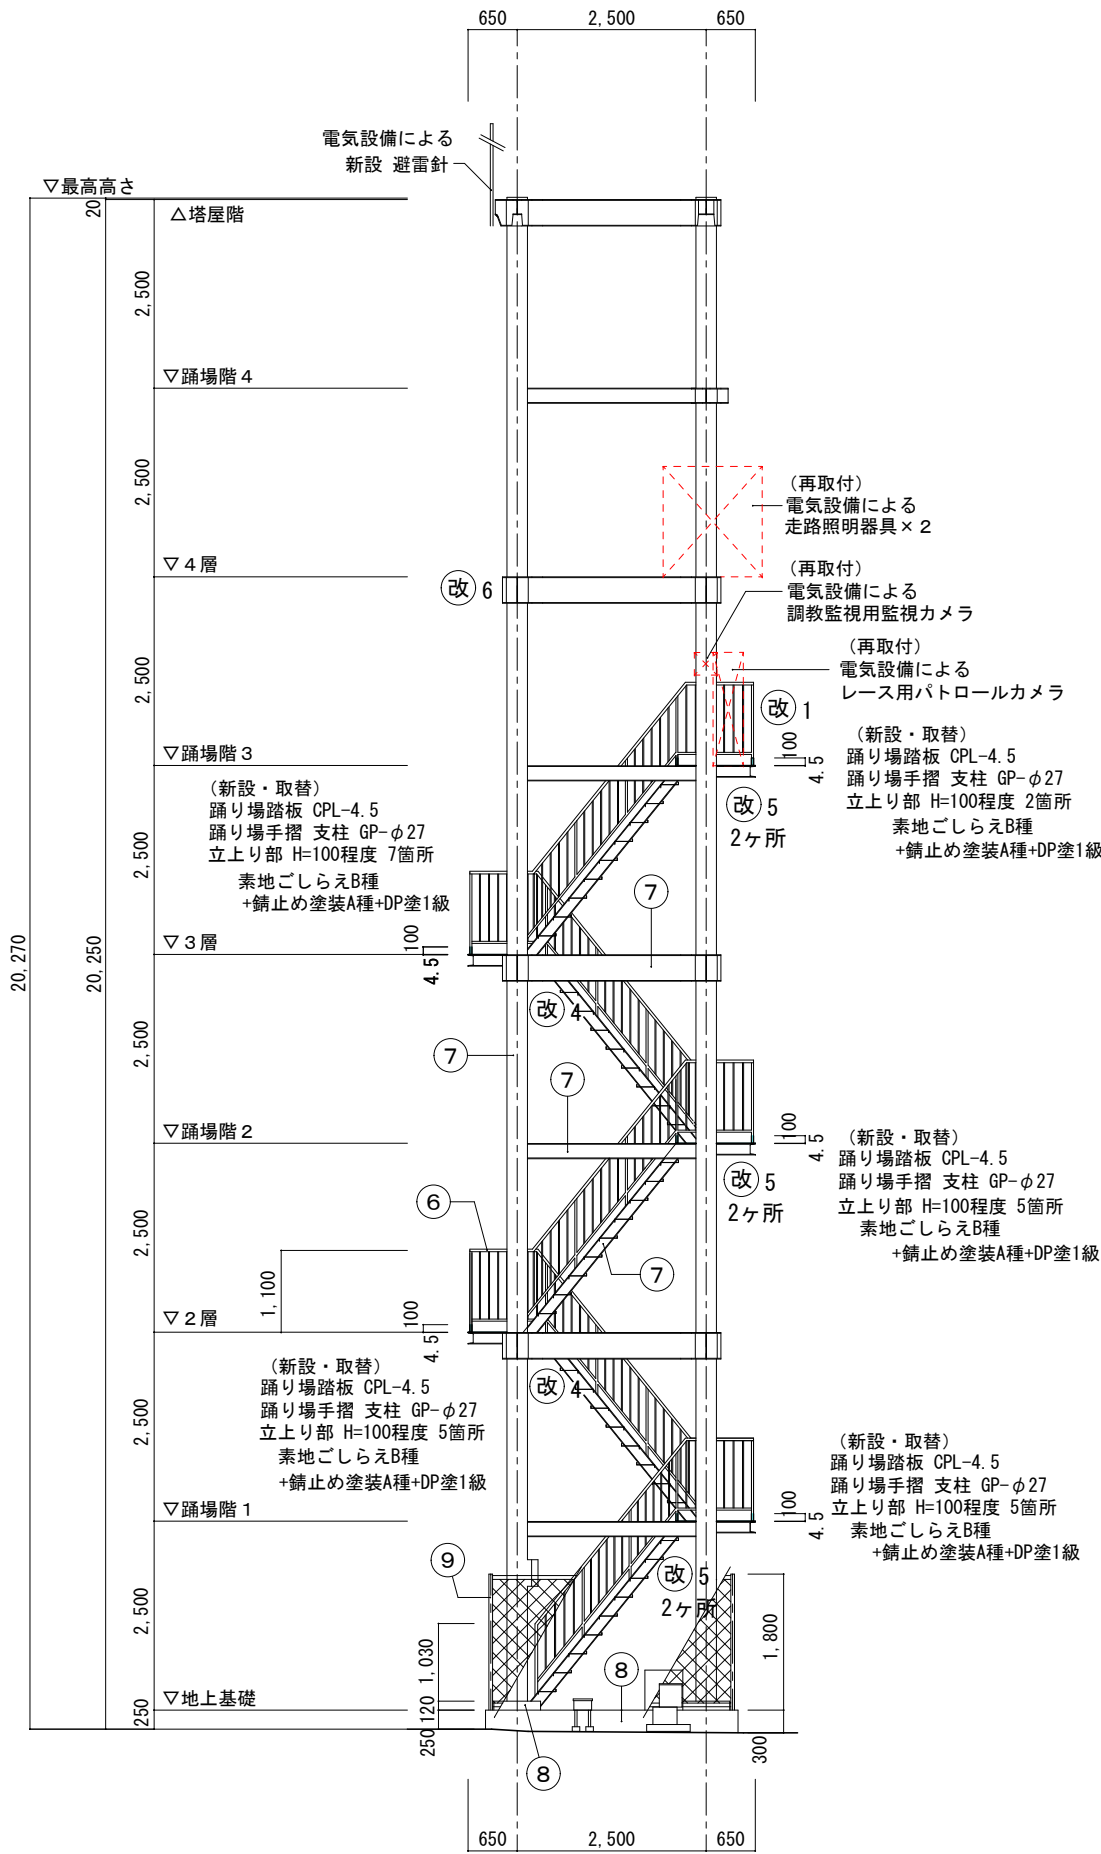 650
2,500
650
電気設備による
新設 避雷針
▽最高高さ
20
△塔屋階
2,500
▽踊場階4
2,500
(再取付)
電気設備による
走路照明器具×2
▽4層
改 6
(再取付)
電気設備による
調教監視用監視カメラ
2,500
(再取付)
電気設備による
レース用パトロールカメラ
改 1
▽踊場階3
100
4.5
(新設・取替)
踊り場踏板 CPL-4.5
踊り場手摺 支柱 GP-φ27
立上り部 H=100程度 2箇所
素地ごしらえB種
+錆止め塗装A種+DP塗1級
改 5
2ヶ所
(新設・取替)
踊り場踏板 CPL-4.5
踊り場手摺 支柱 GP-φ27
立上り部 H=100程度 7箇所
素地ごしらえB種
+錆止め塗装A種+DP塗1級
2,500
⑦
▽3層
100
4.5
20,270
20,250
改 4
2,500
⑦
⑦
▽踊場階2
100
4.5
(新設・取替)
踊り場踏板 CPL-4.5
踊り場手摺 支柱 GP-φ27
立上り部 H=100程度 5箇所
素地ごしらえB種
+錆止め塗装A種+DP塗1級
改 5
2ヶ所
⑥
2,500
⑦
1,100
▽2層
100
4.5
(新設・取替)
踊り場踏板 CPL-4.5
踊り場手摺 支柱 GP-φ27
立上り部 H=100程度 5箇所
素地ごしらえB種
+錆止め塗装A種+DP塗1級
改 4
2,500
(新設・取替)
踊り場踏板 CPL-4.5
踊り場手摺 支柱 GP-φ27
立上り部 H=100程度 5箇所
素地ごしらえB種
+錆止め塗装A種+DP塗1級
▽踊場階1
100
4.5
⑨
改 5
2ヶ所
2,500
1,030
1,800
⑧
▽地上基礎
250
120
250
300
⑧
650
2,500
650